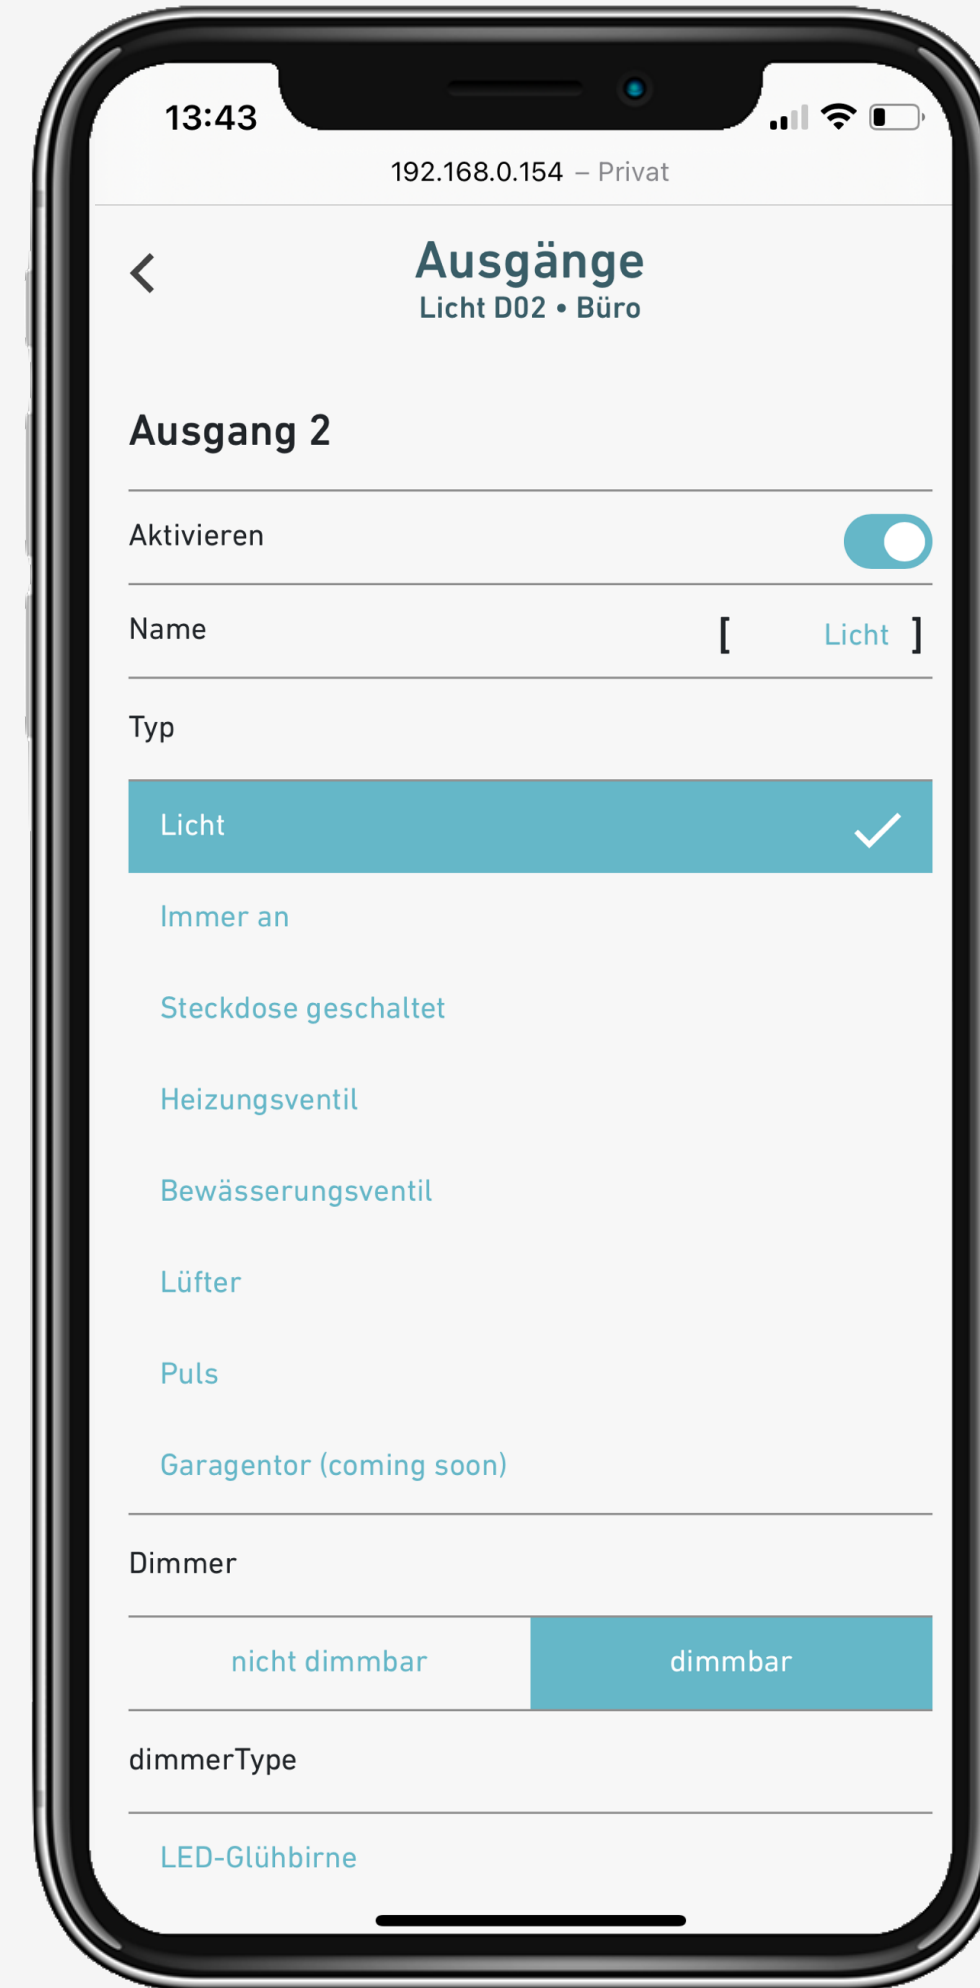 13:43
192.168.0.154 – Privat
Ausgänge
Licht D02 • Büro
Ausgang 2
Aktivieren
Name [ Licht ]
Typ
Licht
Immer an
Steckdose geschaltet
Heizungsventil
Bewässerungsventil
Lüfter
Puls
Garagentor (coming soon)
Dimmer
nicht dimmbar dimmbar
dimmerType
LED-Glühbirne